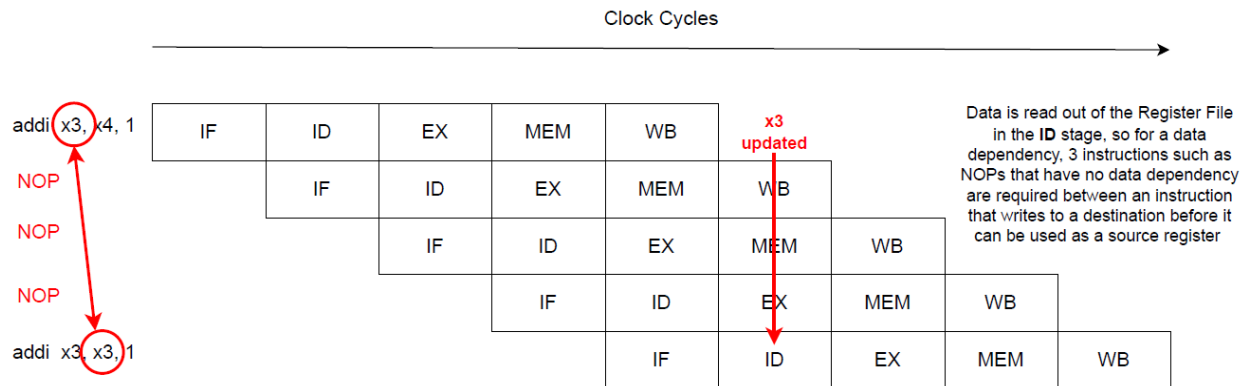 Clock Cycles
addi x3, x4, 1
IF ID EX MEM WB
x3
updated
Data is read out of the Register File
in the ID stage, so for a data
dependency, 3 instructions such as
NOPs that have no data dependency
are required between an instruction
that writes to a destination before it
can be used as a source register
NOP
IF ID EX MEM WB
NOP
IF ID EX MEM WB
NOP
IF ID EX MEM WB
addi x3, x3, 1
IF ID EX MEM WB